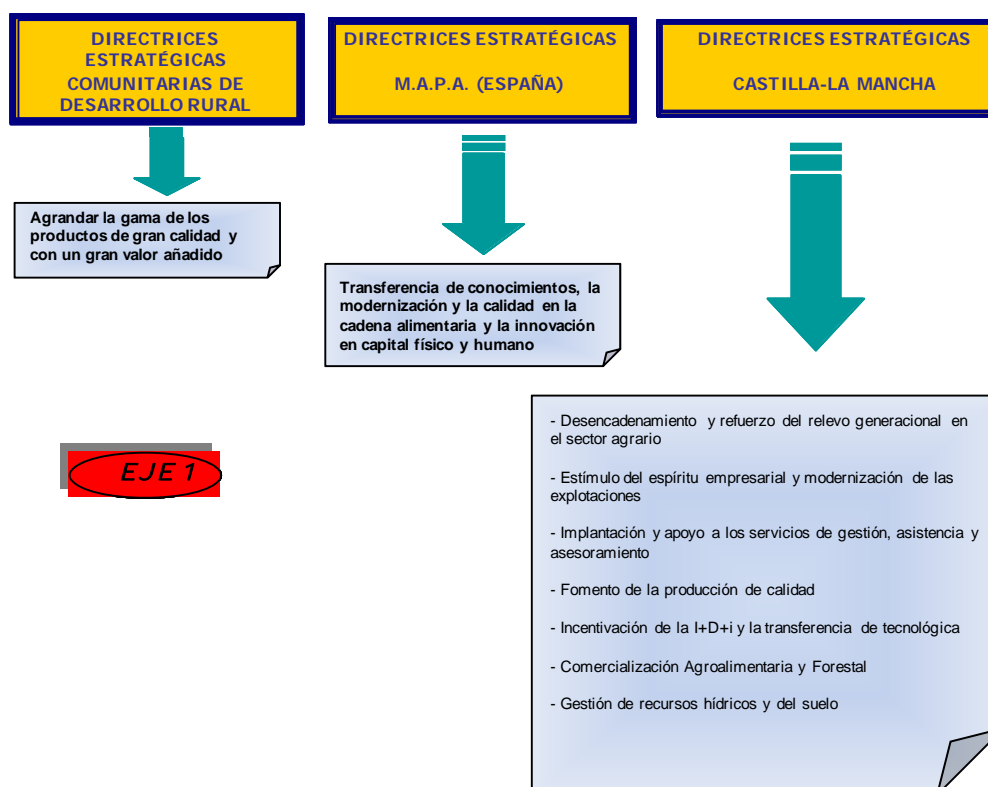 DIRECTRICES
ESTRATÉGICAS
COMUNITARIAS DE
DESARROLLO RURAL
DIRECTRICES ESTRATÉGICAS
M.A.P.A. (ESPAÑA)
DIRECTRICES ESTRATÉGICAS
CASTILLA-LA MANCHA
Agrandar la gama de los
productos de gran calidad y
con un gran valor añadido
Transferencia de conocimientos, la
modernización y la calidad en la
cadena alimentaria y la innovación
en capital físico y humano
EJE 1
- Desencadenamiento y refuerzo del relevo generacional en
el sector agrario
- Estímulo del espíritu empresarial y modernización de las
explotaciones
- Implantación y apoyo a los servicios de gestión, asistencia y
asesoramiento
- Fomento de la producción de calidad
- Incentivación de la I+D+i y la transferencia de tecnológica
- Comercialización Agroalimentaria y Forestal
- Gestión de recursos hídricos y del suelo